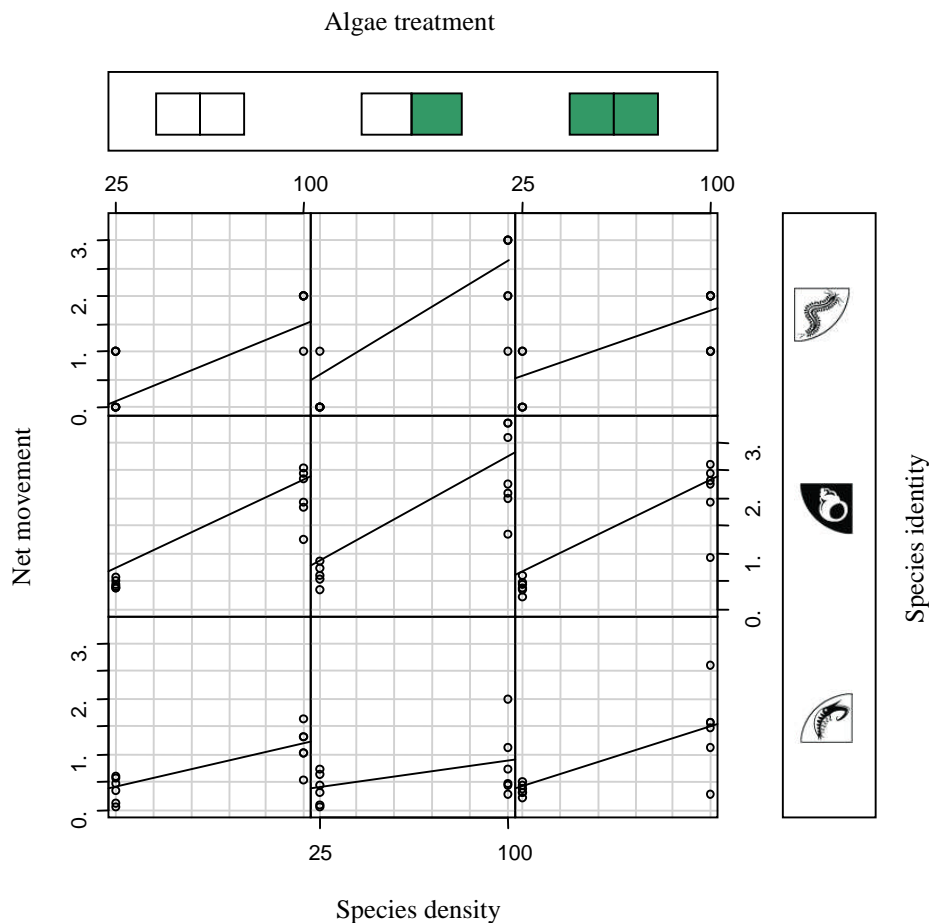 Algae treatment
25 100 25 100
3.
2.
1.
0.
Net movement
3.
2.
1.
0.
Species identity
3.
2.
1.
0.
25 100
Species density